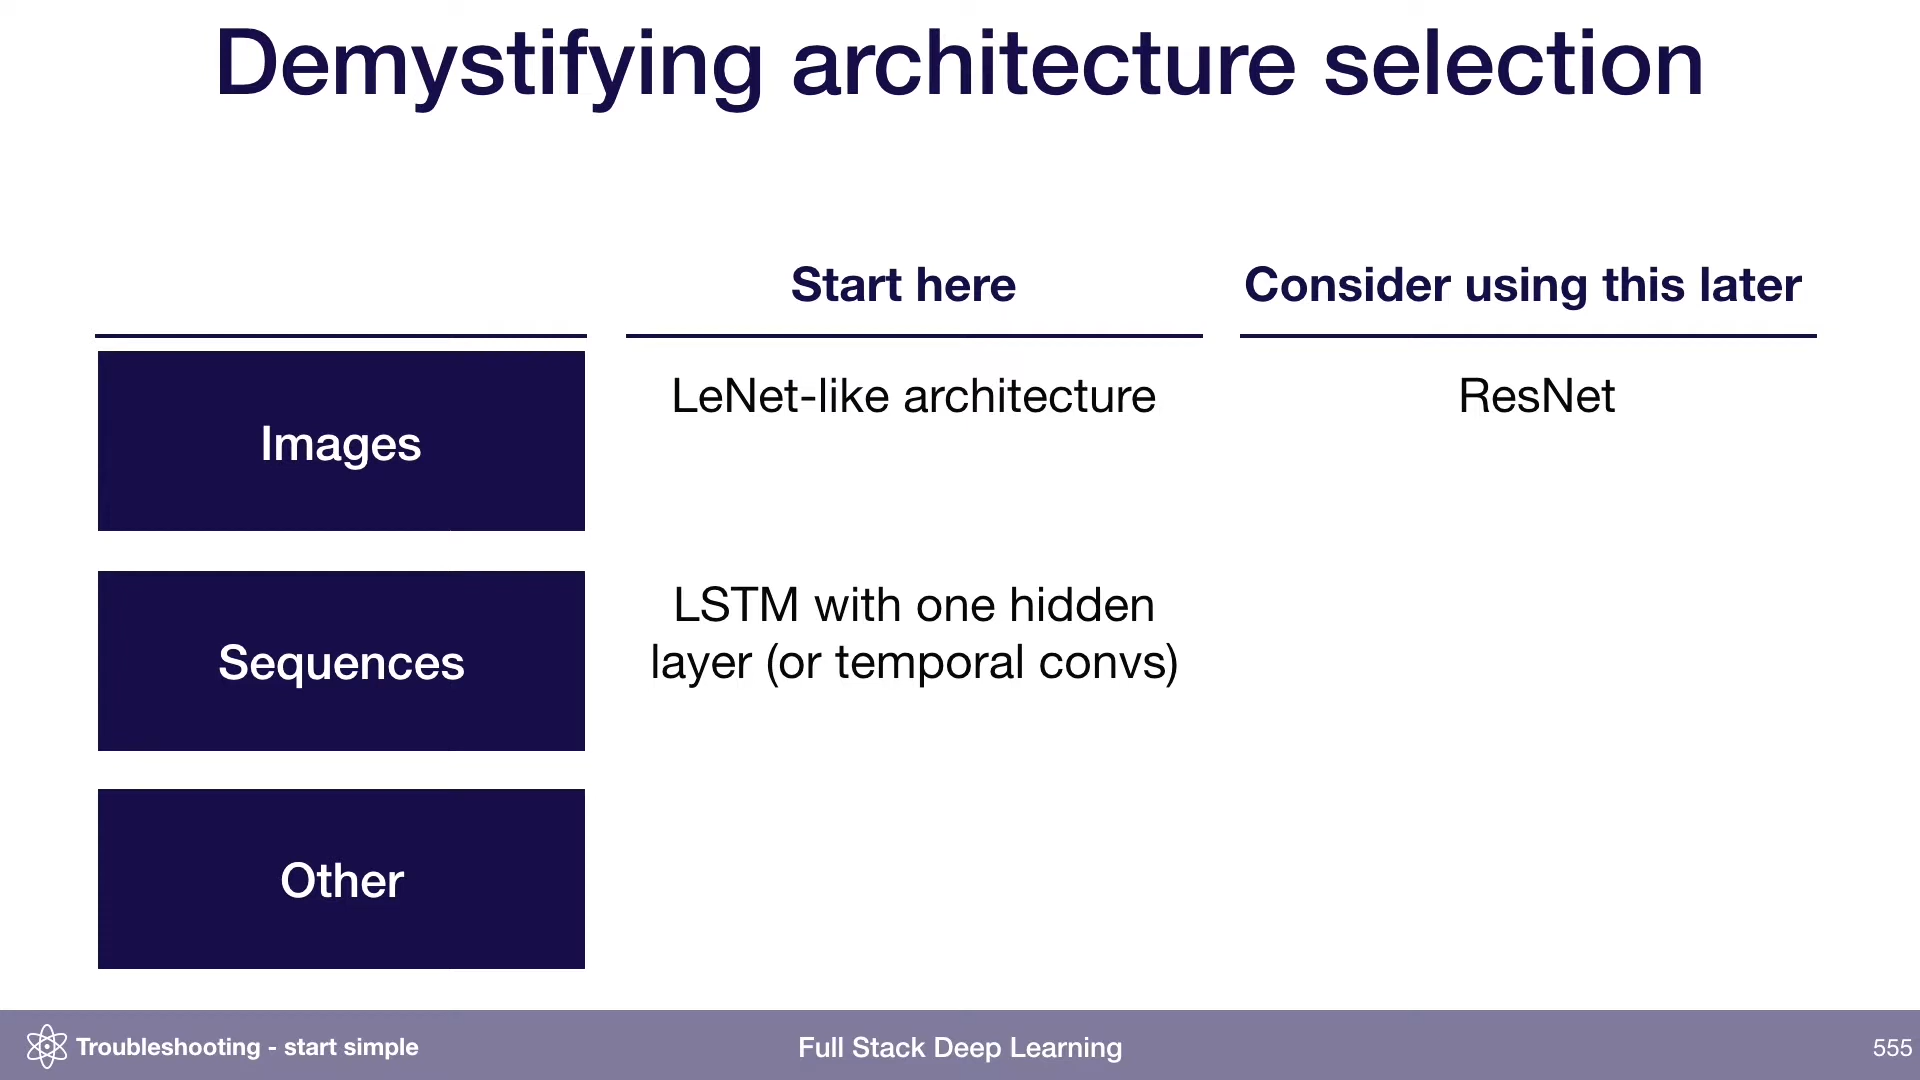 Demystifying architecture selection
Start here
Consider using this later
Images
LeNet-like architecture
ResNet
Sequences
LSTM with one hidden
layer (or temporal convs)
Other
Troubleshooting - start simple
Full Stack Deep Learning
555